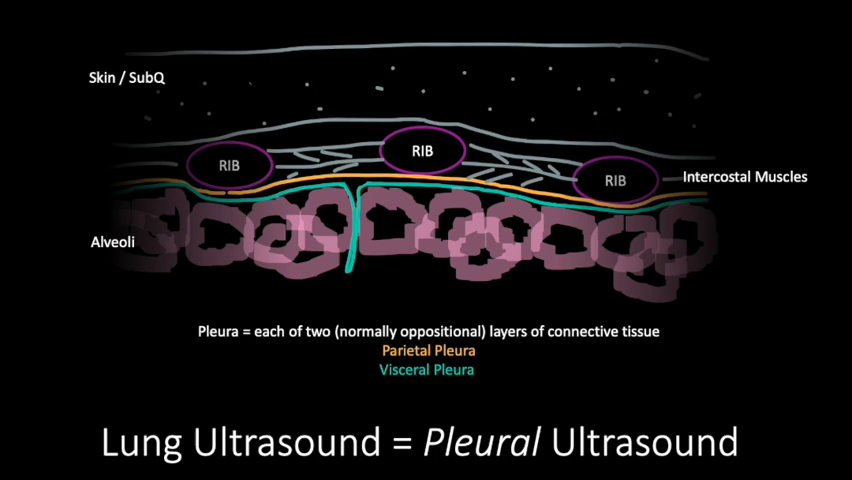 Skin / SubQ
RIB
RIB
RIB
Intercostal Muscles
Alveoli
Pleura = each of two (normally oppositional) layers of connective tissue
Parietal Pleura
Visceral Pleura
Lung Ultrasound = Pleural Ultrasound